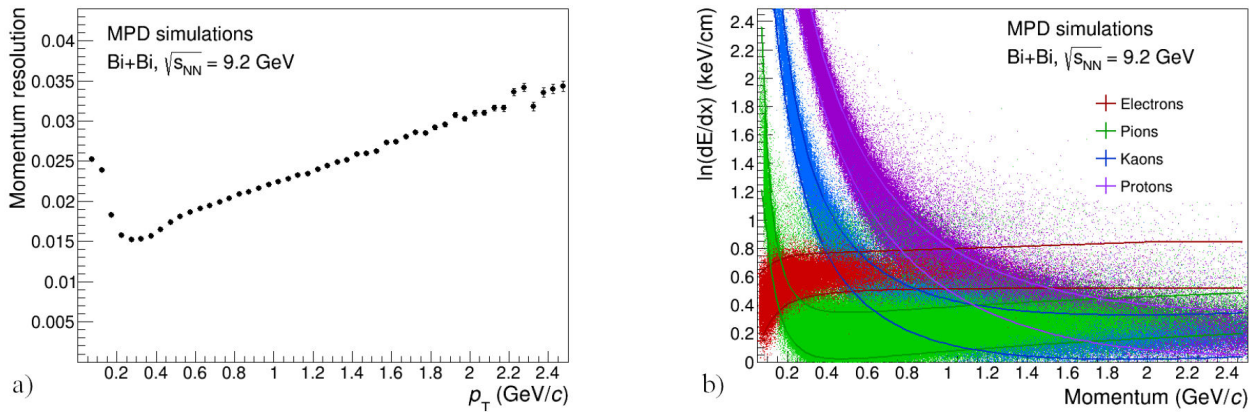 Momentum resolution
0.04
0.035
0.03
0.025
0.02
0.015
0.01
0.005
MPD simulations
Bi+Bi, √sNN = 9.2 GeV
0.2 0.4 0.6 0.8 1 1.2 1.4 1.6 1.8 2 2.2 2.4
pT (GeV/c)
a)
ln(dE/dx) (keV/cm)
2.4
2.2
2
1.8
1.6
1.4
1.2
1
0.8
0.6
0.4
0.2
0
MPD simulations
Bi+Bi, √sNN = 9.2 GeV
Electrons
Pions
Kaons
Protons
0.2 0.4 0.6 0.8 1 1.2 1.4 1.6 1.8 2 2.2 2.4
Momentum (GeV/c)
b)